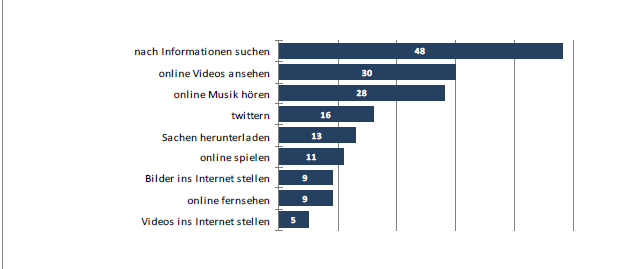 nach Informationen suchen 48
online Videos ansehen 30
online Musik hören 28
twittern 16
Sachen herunterladen 13
online spielen 11
Bilder ins Internet stellen 9
online fernsehen 9
Videos ins Internet stellen 5